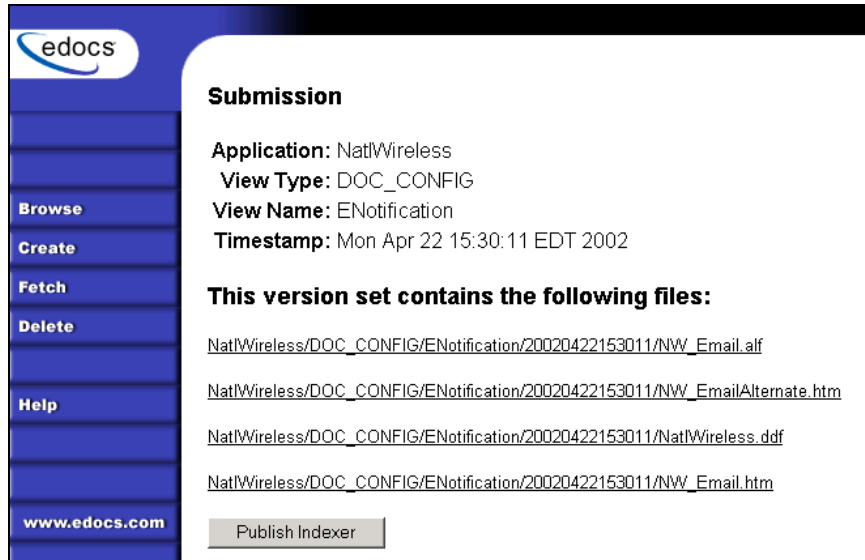 edocs
Browse
Create
Fetch
Delete
Help
www.edocs.com
Submission
Application: NatlWireless
View Type: DOC_CONFIG
View Name: ENotification
Timestamp: Mon Apr 22 15:30:11 EDT 2002
This version set contains the following files:
NatlWireless/DOC_CONFIG/ENotification/20020422153011/NW_Email.alf
NatlWireless/DOC_CONFIG/ENotification/20020422153011/NW_EmailAlternate.htm
NatlWireless/DOC_CONFIG/ENotification/20020422153011/NatlWireless.ddf
NatlWireless/DOC_CONFIG/ENotification/20020422153011/NW_Email.htm
Publish Indexer